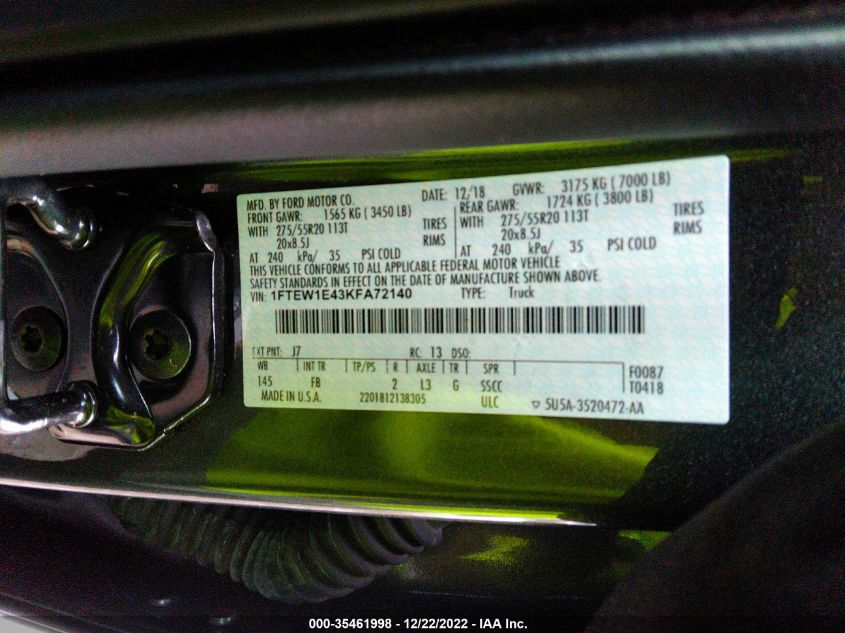 MFD. BY FORD MOTOR CO. DATE: 12/18 GVWR: 3175 KG ( 7000 LB)
FRONT GAWR: 1565 KG ( 3450 LB) REAR GAWR: 1724 KG ( 3800 LB)
WITH 275/55R20 113T TIRES WITH 275/55R20 113T TIRES
20x8.5J RIMS 20x8.5J RIMS
AT 240 kPa/ 35 PSI COLD AT 240 kPa/ 35 PSI COLD
THIS VEHICLE CONFORMS TO ALL APPLICABLE FEDERAL MOTOR VEHICLE
SAFETY STANDARDS IN EFFECT ON THE DATE OF MANUFACTURE SHOWN ABOVE.
VIN: 1FTEW1E43KFA72140 TYPE: Truck
EXT PNT: J7 RC: 13 DSO:
WB INT TR TP/PS R AXLE TR SPR F0087
145 FB 2 L3 G SSCC T0418
MADE IN U.S.A. 2201812138305 ULC ▽ 5U5A-3520472-AA
000-35461998 - 12/22/2022 - IAA Inc.